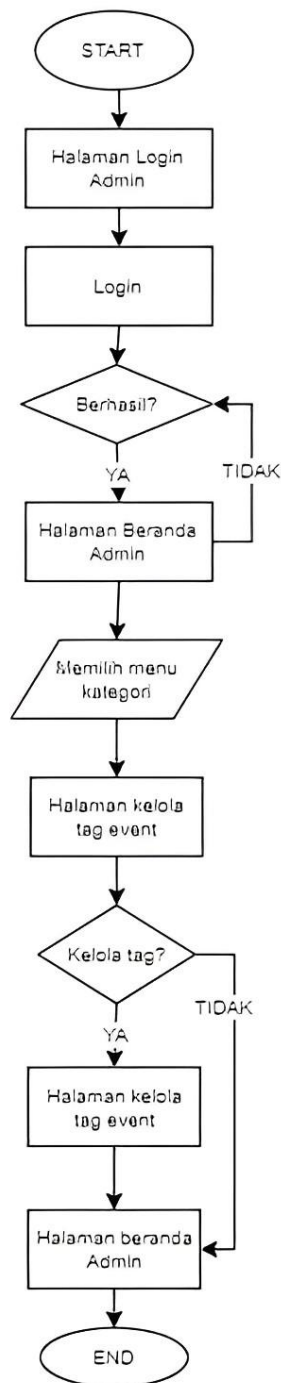 START
Halaman Login
Admin
Login
Berhasil?
YA
TIDAK
Halaman Beranda
Admin
Memilih menu
kategori
Halaman kelola
tag event
Kelola tag?
TIDAK
YA
Halaman kelola
tag event
Halaman beranda
Admin
END